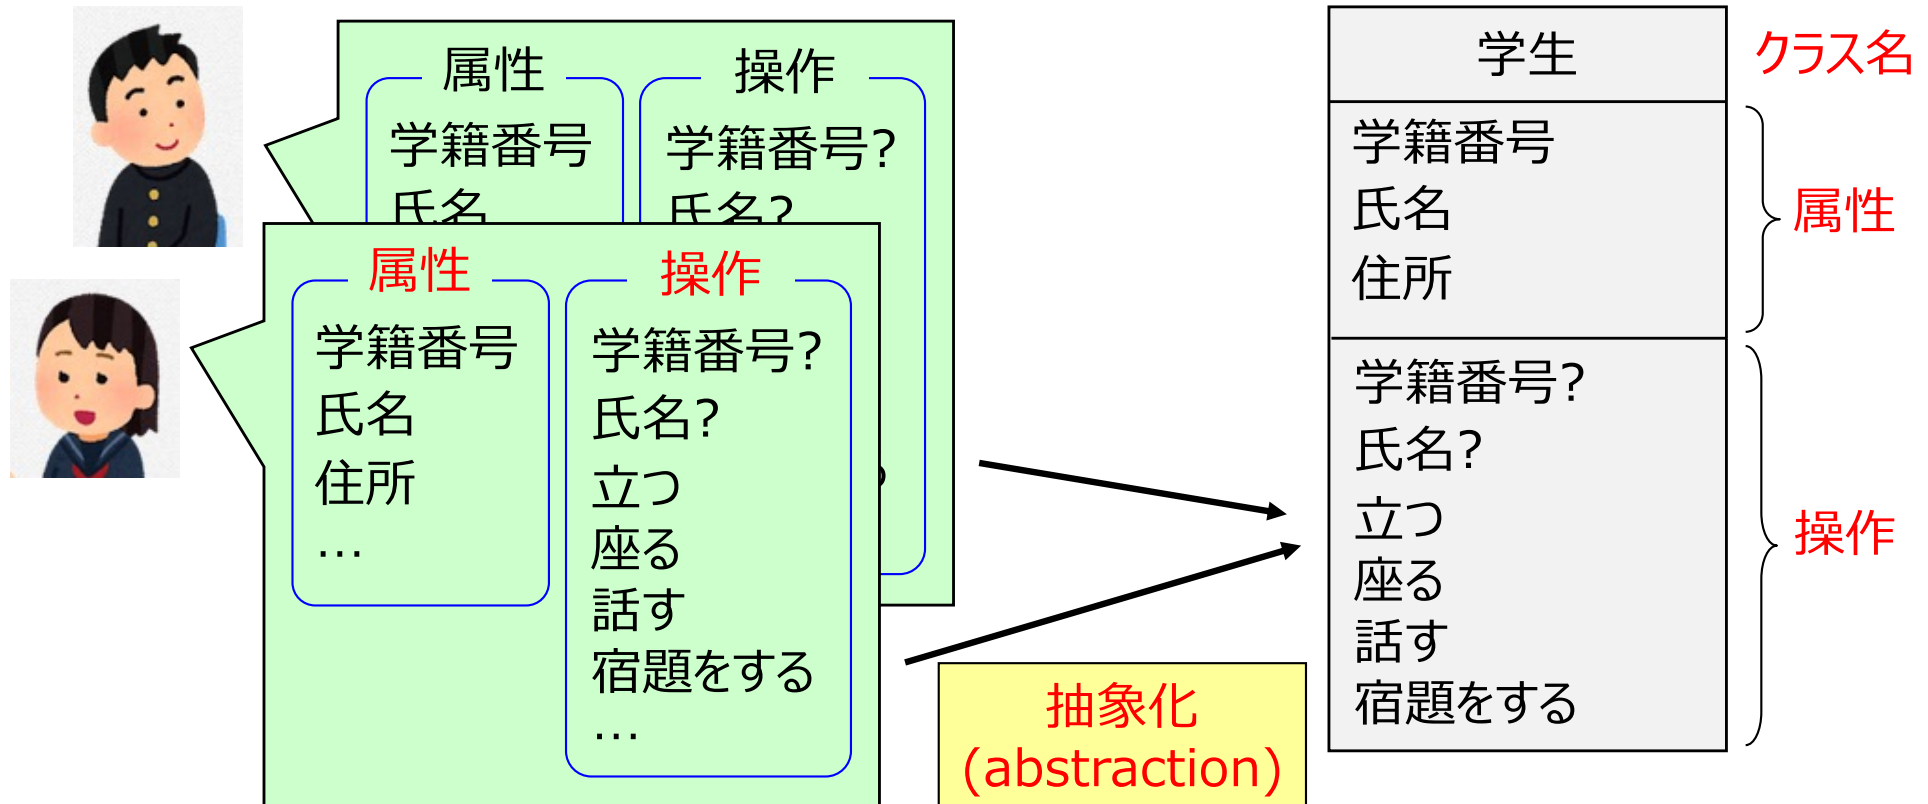 属性
学籍番号
氏名
操作
学籍番号?
氏名?
属性
学籍番号
氏名
住所
…
操作
学籍番号?
氏名?
立つ
座る
話す
宿題をする
…
抽象化
(abstraction)
学生
学籍番号
氏名
住所
学籍番号?
氏名?
立つ
座る
話す
宿題をする
クラス名
属性
操作